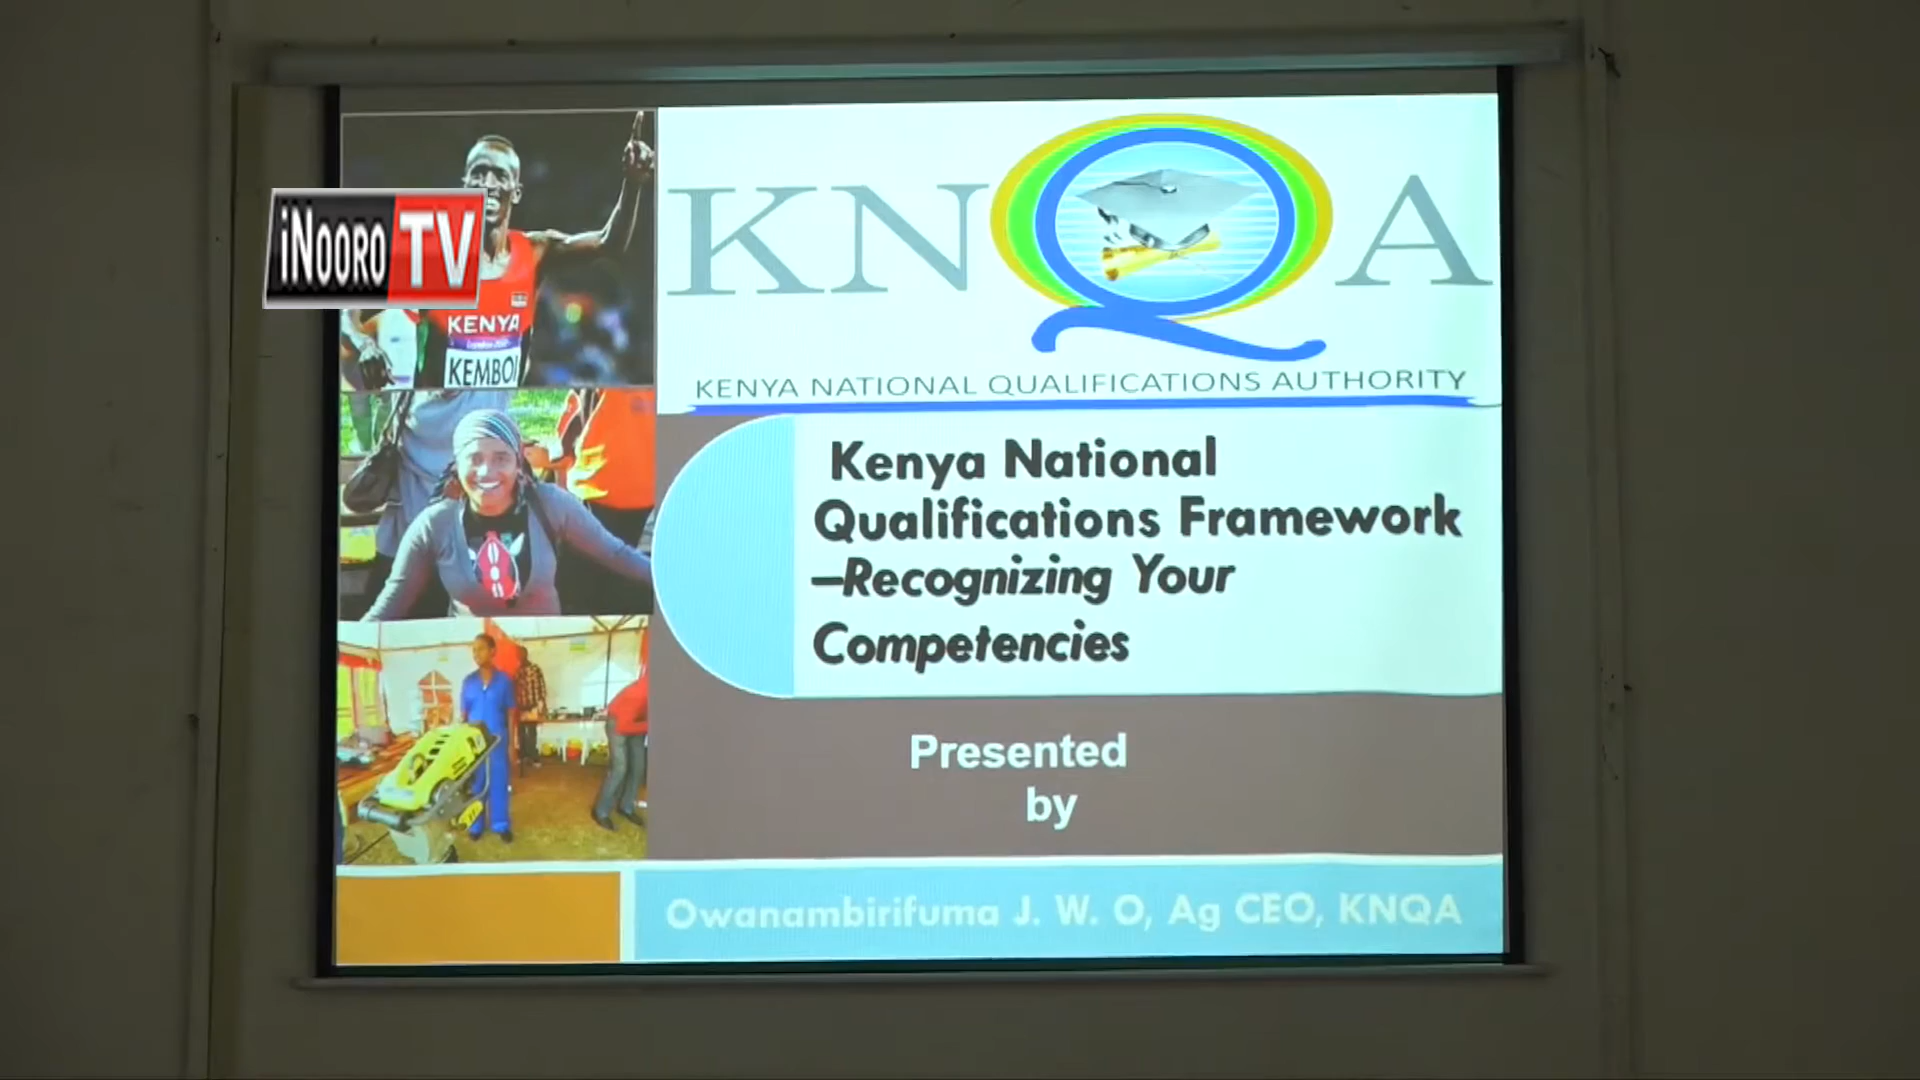 iNOORO TV
KENYA
KEMBOI
KNQA
KENYA NATIONAL QUALIFICATIONS AUTHORITY
Kenya National
Qualifications Framework
–Recognizing Your
Competencies
Presented
by
Owanambirifuma J. W. O, Ag CEO, KNQA